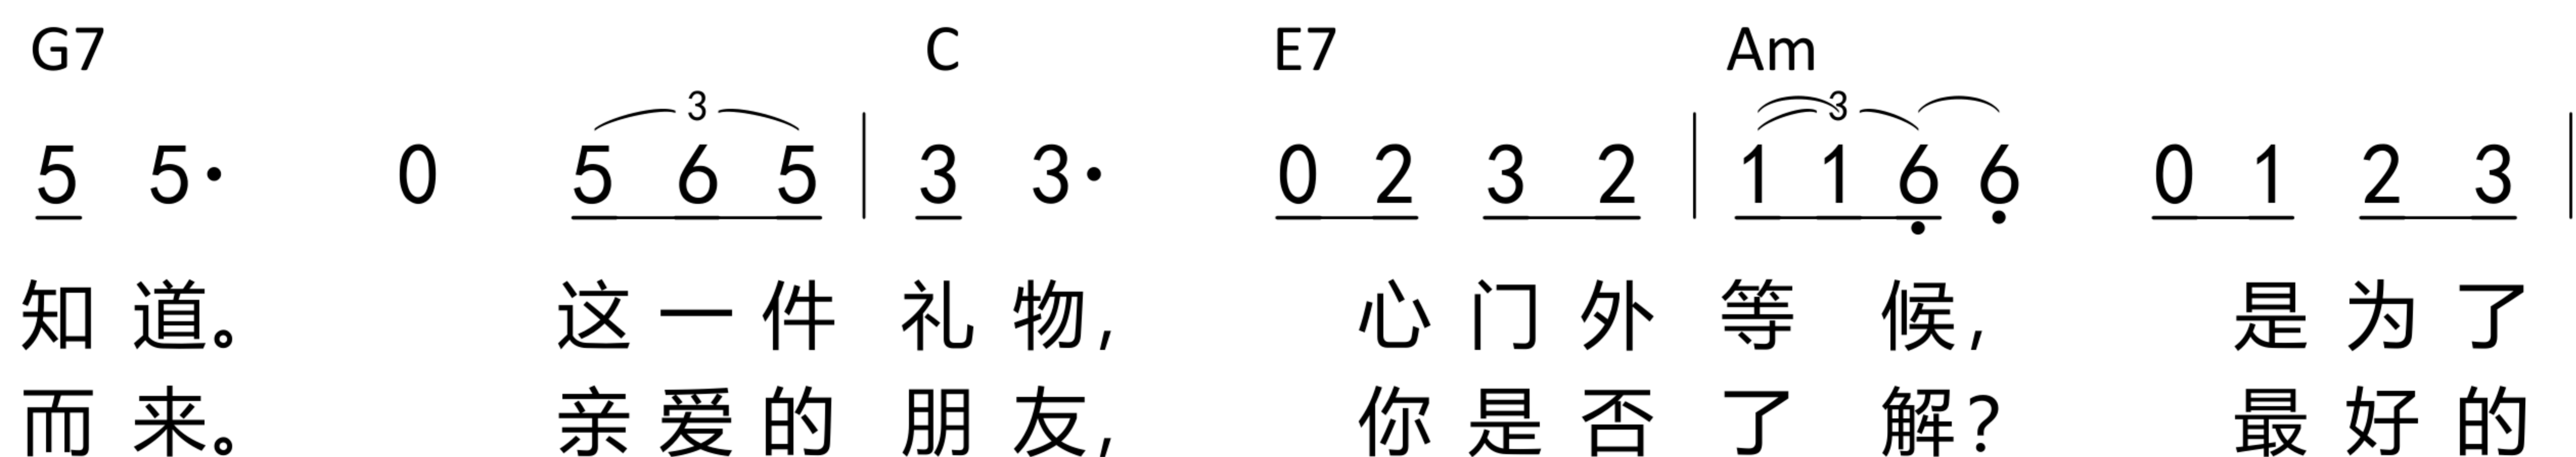 G7 C E7 Am
3 3
5 5· 0 5 6 5 | 3 3· 0 2 3 2 | 1 1 6 6 0 1 2 3 |
知 道。 这 一 件 礼 物, 心 门 外 等 候, 是 为 了
而 来。 亲 爱 的 朋 友, 你 是 否 了 解? 最 好 的